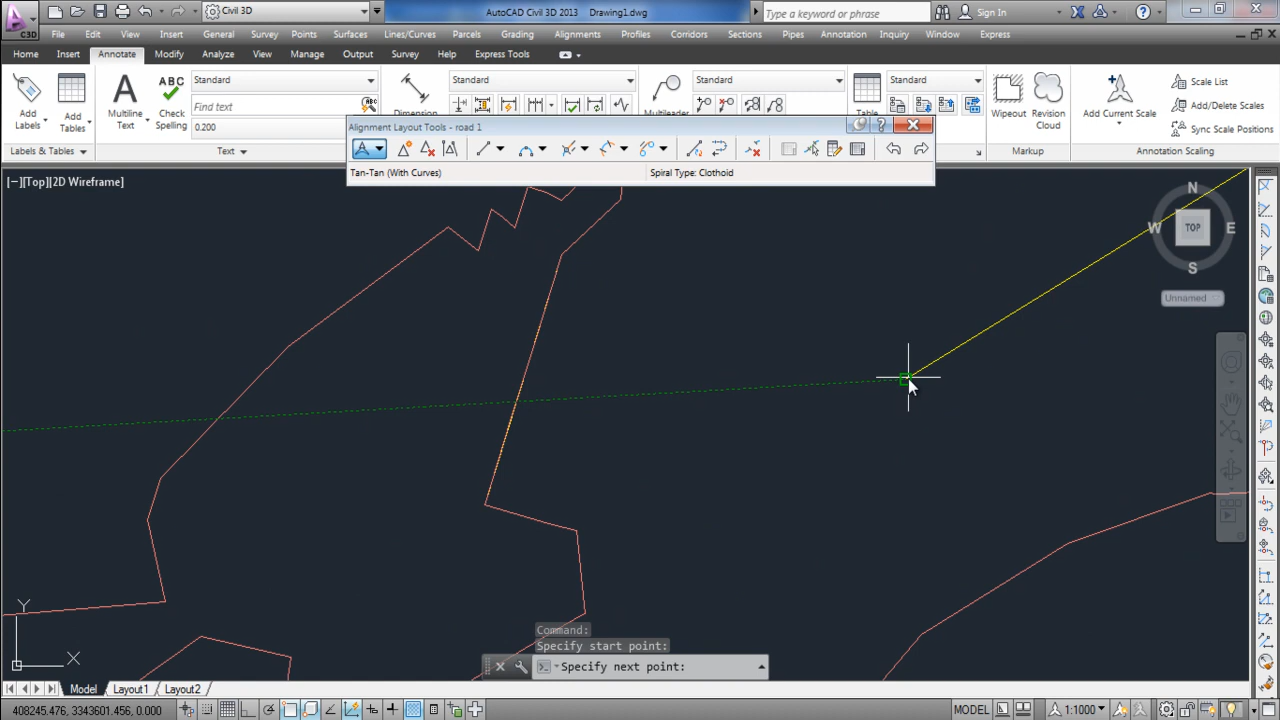 C3D
Civil 3D
AutoCAD Civil 3D 2013 Drawing1.dwg
Type a keyword or phrase
Sign In
File Edit View Insert General Survey Points Surfaces Lines/Curves Parcels Grading Alignments Profiles Corridors Sections Pipes Annotation Inquiry Window Express
Home Insert Annotate Modify Analyze View Manage Output Survey Help Express Tools
Add Labels
Add Tables
Labels & Tables
Multiline Text
ABC
Check Spelling
Standard
Find text
0.200
Text
Dimension
Standard
Multileader
Standard
Table
Standard
Wipeout
Revision Cloud
Markup
Add Current Scale
Scale List
Add/Delete Scales
Sync Scale Positions
Annotation Scaling
Alignment Layout Tools - road 1
Tan-Tan (With Curves)
Spiral Type: Clothoid
[−][Top][2D Wireframe]
N
W TOP E
S
Unnamed
Y
X
Command:
Specify start point:
Specify next point:
Model Layout1 Layout2
408245.476, 3343601.456, 0.000
MODEL
1:1000